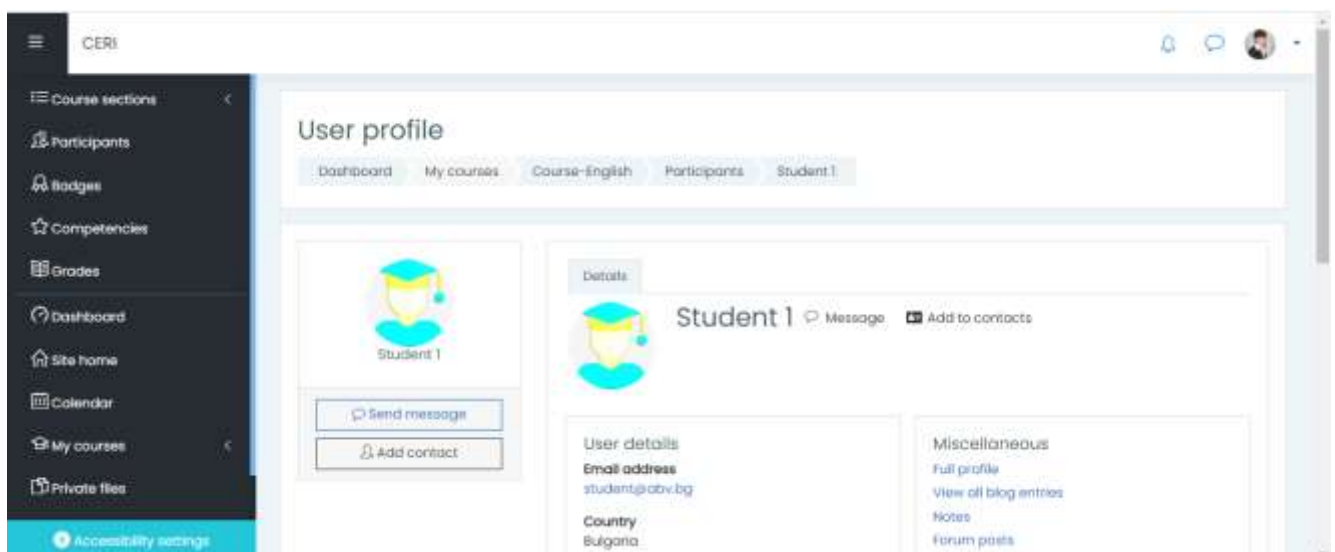 CERI
Course sections
Participants
Badges
Competencies
Grades
Dashboard
Site home
Calendar
My courses
Private files
Accessibility settings
User profile
Dashboard My courses Course-English Participants Student 1
Student 1
Send message
Add contact
Details
Student 1 Message Add to contacts
User details
Email address
student@abv.bg
Country
Bulgaria
Miscellaneous
Full profile
View all blog entries
Notes
Forum posts